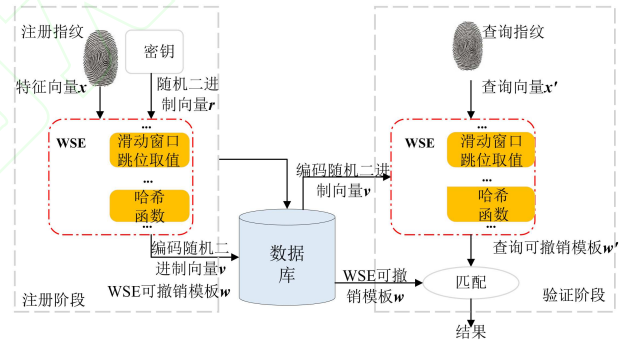 注册指纹
密钥
特征向量x
随机二进
制向量r
...
WSE
滑动窗口
跳位取值
...
哈希
函数
...
编码随机二
进制向量v
WSE可撤销模板w
注册阶段
数据
库
编码随机二进
制向量v
WSE可撤
销模板w
查询指纹
查询向量x'
...
WSE
滑动窗口
跳位取值
...
哈希
函数
...
查询可撤销模板w'
匹配
验证阶段
结果